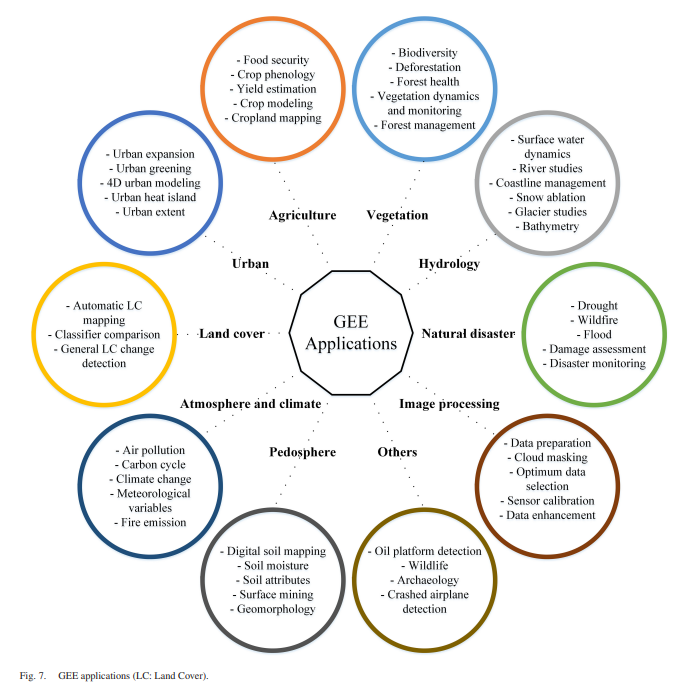 - Food security
- Crop phenology
- Yield estimation
- Crop modeling
- Cropland mapping
- Biodiversity
- Deforestation
- Forest health
- Vegetation dynamics
and monitoring
- Forest management
- Urban expansion
- Urban greening
- 4D urban modeling
- Urban heat island
- Urban extent
- Surface water
dynamics
- River studies
- Coastline management
- Snow ablation
- Glacier studies
- Bathymetry
Agriculture
Vegetation
Urban
Hydrology
- Automatic LC
mapping
- Classifier comparison
- General LC change
detection
Land cover
GEE
Applications
Natural disaster
- Drought
- Wildfire
- Flood
- Damage assessment
- Disaster monitoring
Atmosphere and climate
Image processing
Pedosphere
Others
- Air pollution
- Carbon cycle
- Climate change
- Meteorological
variables
- Fire emission
- Data preparation
- Cloud masking
- Optimum data
selection
- Sensor calibration
- Data enhancement
- Digital soil mapping
- Soil moisture
- Soil attributes
- Surface mining
- Geomorphology
- Oil platform detection
- Wildlife
- Archaeology
- Crashed airplane
detection
Fig. 7. GEE applications (LC: Land Cover).